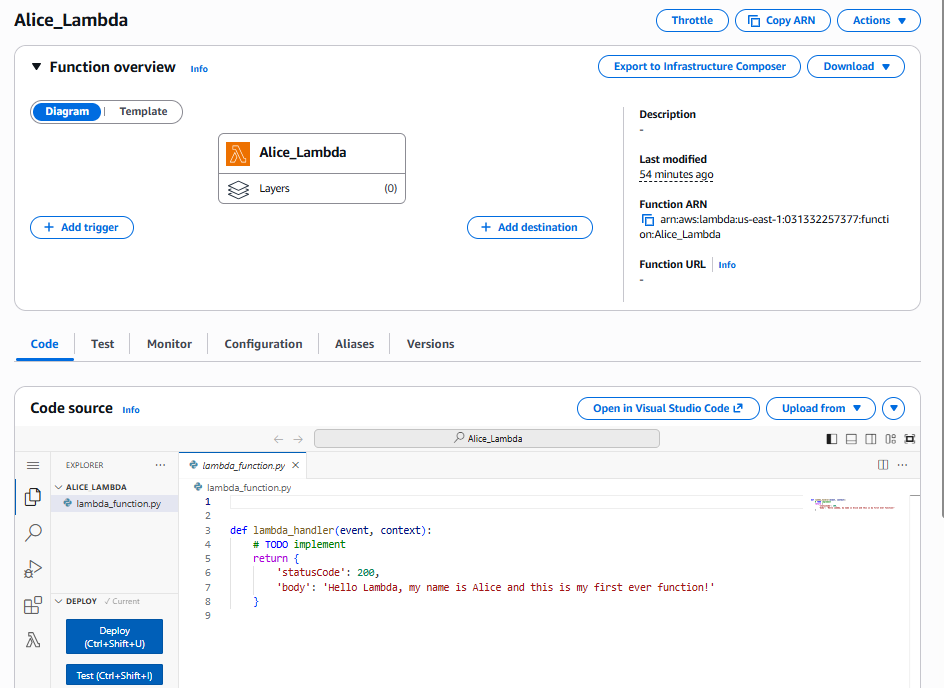 Alice_Lambda
Throttle
Copy ARN
Actions
Function overview Info
Export to Infrastructure Composer
Download
Diagram
Template
Alice_Lambda
Layers (0)
Add trigger
Add destination
Description
-
Last modified
54 minutes ago
Function ARN
arn:aws:lambda:us-east-1:031332257377:functi
on:Alice_Lambda
Function URL Info
-
Code
Test
Monitor
Configuration
Aliases
Versions
Code source Info
Open in Visual Studio Code
Upload from
Alice_Lambda
EXPLORER
ALICE_LAMBDA
lambda_function.py
DEPLOY ✓ Current
Deploy
(Ctrl+Shift+U)
Test (Ctrl+Shift+I)
lambda_function.py
lambda_function.py
1
2
3 def lambda_handler(event, context):
4 # TODO implement
5 return {
6 'statusCode': 200,
7 'body': 'Hello Lambda, my name is Alice and this is my first ever function!'
8 }
9